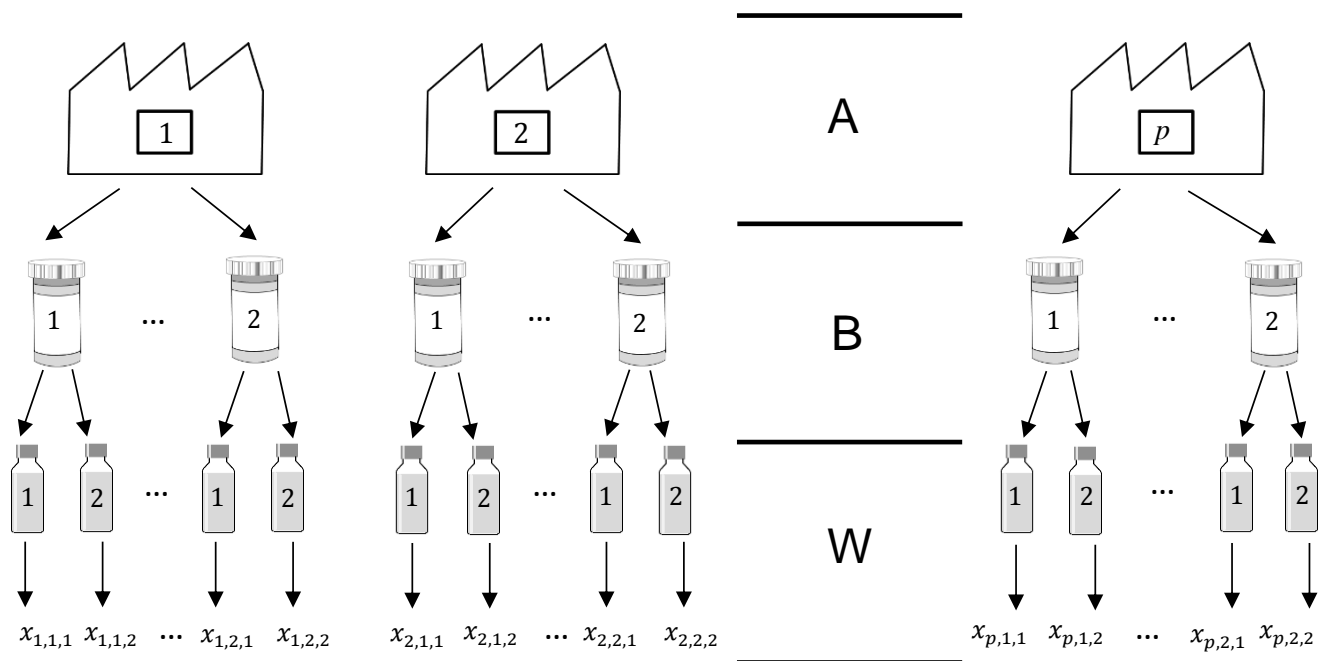 1 2 A p
1 ... 2 1 ... 2 B 1 ... 2
1 2 ... 1 2 1 2 ... 1 2 W 1 2 ... 1 2
x1,1,1 x1,1,2 ... x1,2,1 x1,2,2 x2,1,1 x2,1,2 ... x2,2,1 x2,2,2 xp,1,1 xp,1,2 ... xp,2,1 xp,2,2